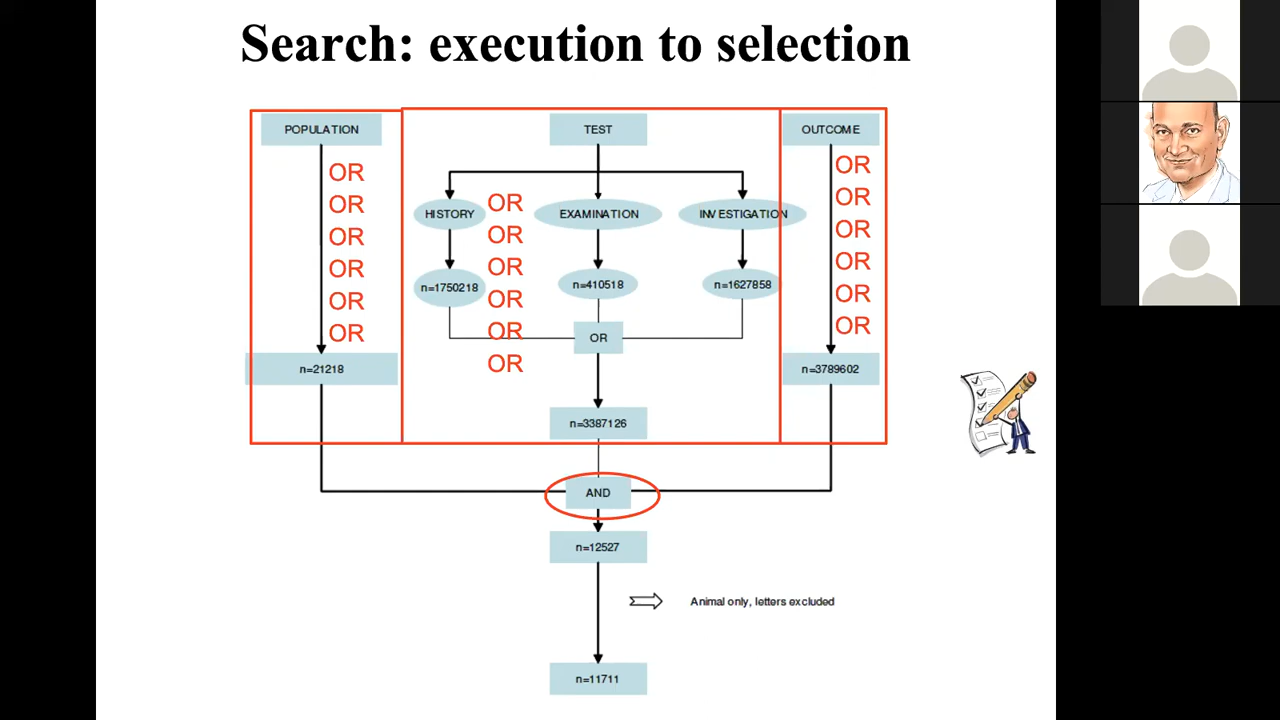 Search: execution to selection
POPULATION
TEST
OUTCOME
OR
OR
OR
OR
OR
OR
HISTORY
EXAMINATION
INVESTIGATION
OR
OR
OR
OR
OR
OR
n=1750218
n=410518
n=1627858
OR
OR
OR
OR
OR
OR
OR
n=21218
n=3387126
n=3789602
AND
n=12527
Animal only, letters excluded
n=11711